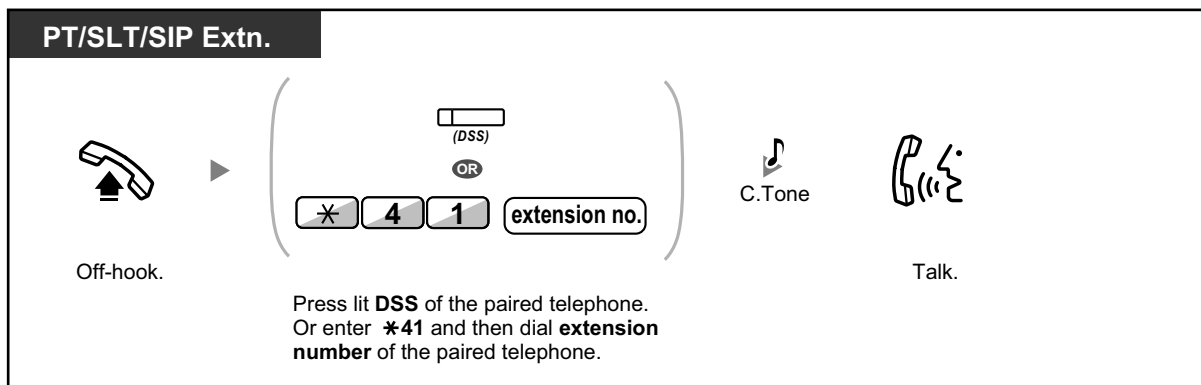 PT/SLT/SIP Extn.
(DSS)
OR
✳ 4 1 extension no.
C.Tone
Off-hook.
Talk.
Press lit DSS of the paired telephone.
Or enter ✳41 and then dial extension
number of the paired telephone.